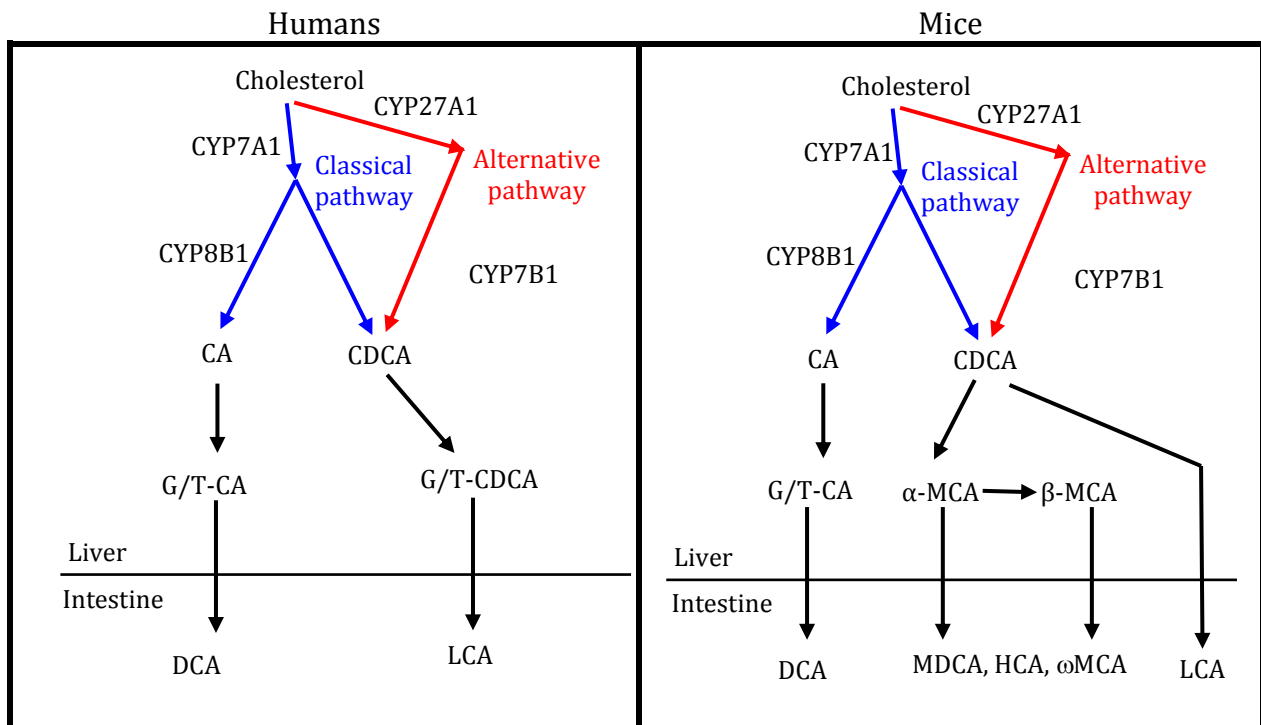 Humans
Cholesterol
CYP27A1
CYP7A1
Classical
pathway
Alternative
pathway
CYP8B1
CYP7B1
CA
CDCA
G/T-CA
G/T-CDCA
Liver
Intestine
DCA
LCA
Mice
Cholesterol
CYP27A1
CYP7A1
Classical
pathway
Alternative
pathway
CYP8B1
CYP7B1
CA
CDCA
G/T-CA
α-MCA
β-MCA
Liver
Intestine
DCA
MDCA, HCA, ωMCA
LCA